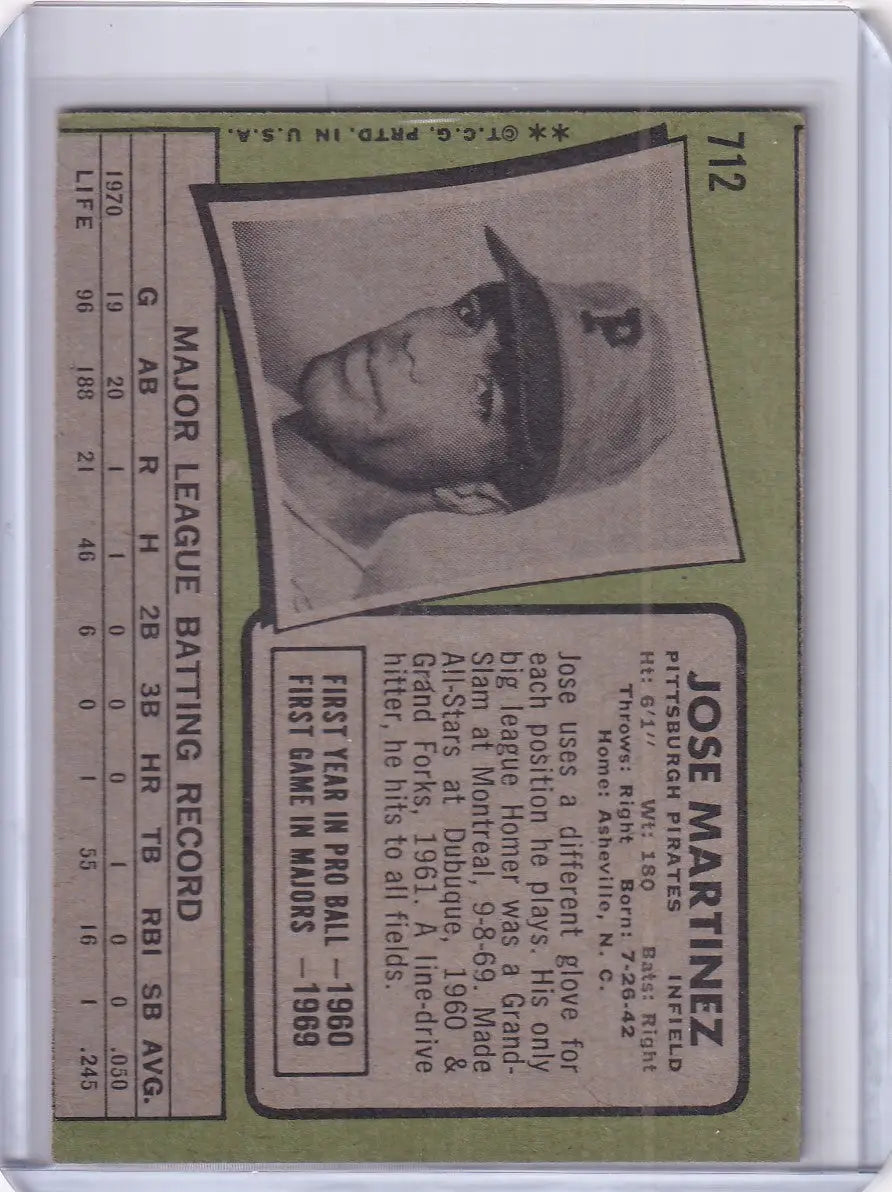 712
** ©T.C.G. PRTD. IN U.S.A.
P
JOSE MARTINEZ
PITTSBURGH PIRATES INFIELD
Ht: 6'1" Wt: 180 Bats: Right
Throws: Right Born: 7-26-42
Home: Asheville, N. C.
Jose uses a different glove for
each position he plays. His only
big league Homer was a Grand-
Slam at Montreal, 9-8-69. Made
All-Stars at Dubuque, 1960 &
Grand Forks, 1961. A line-drive
hitter, he hits to all fields.
FIRST YEAR IN PRO BALL —1960
FIRST GAME IN MAJORS —1969
MAJOR LEAGUE BATTING RECORD
G AB R H 2B 3B HR TB RBI SB AVG.
1970 19 20 1 1 0 0 0 1 0 0 .050
LIFE 96 188 21 46 6 0 1 55 16 1 .245